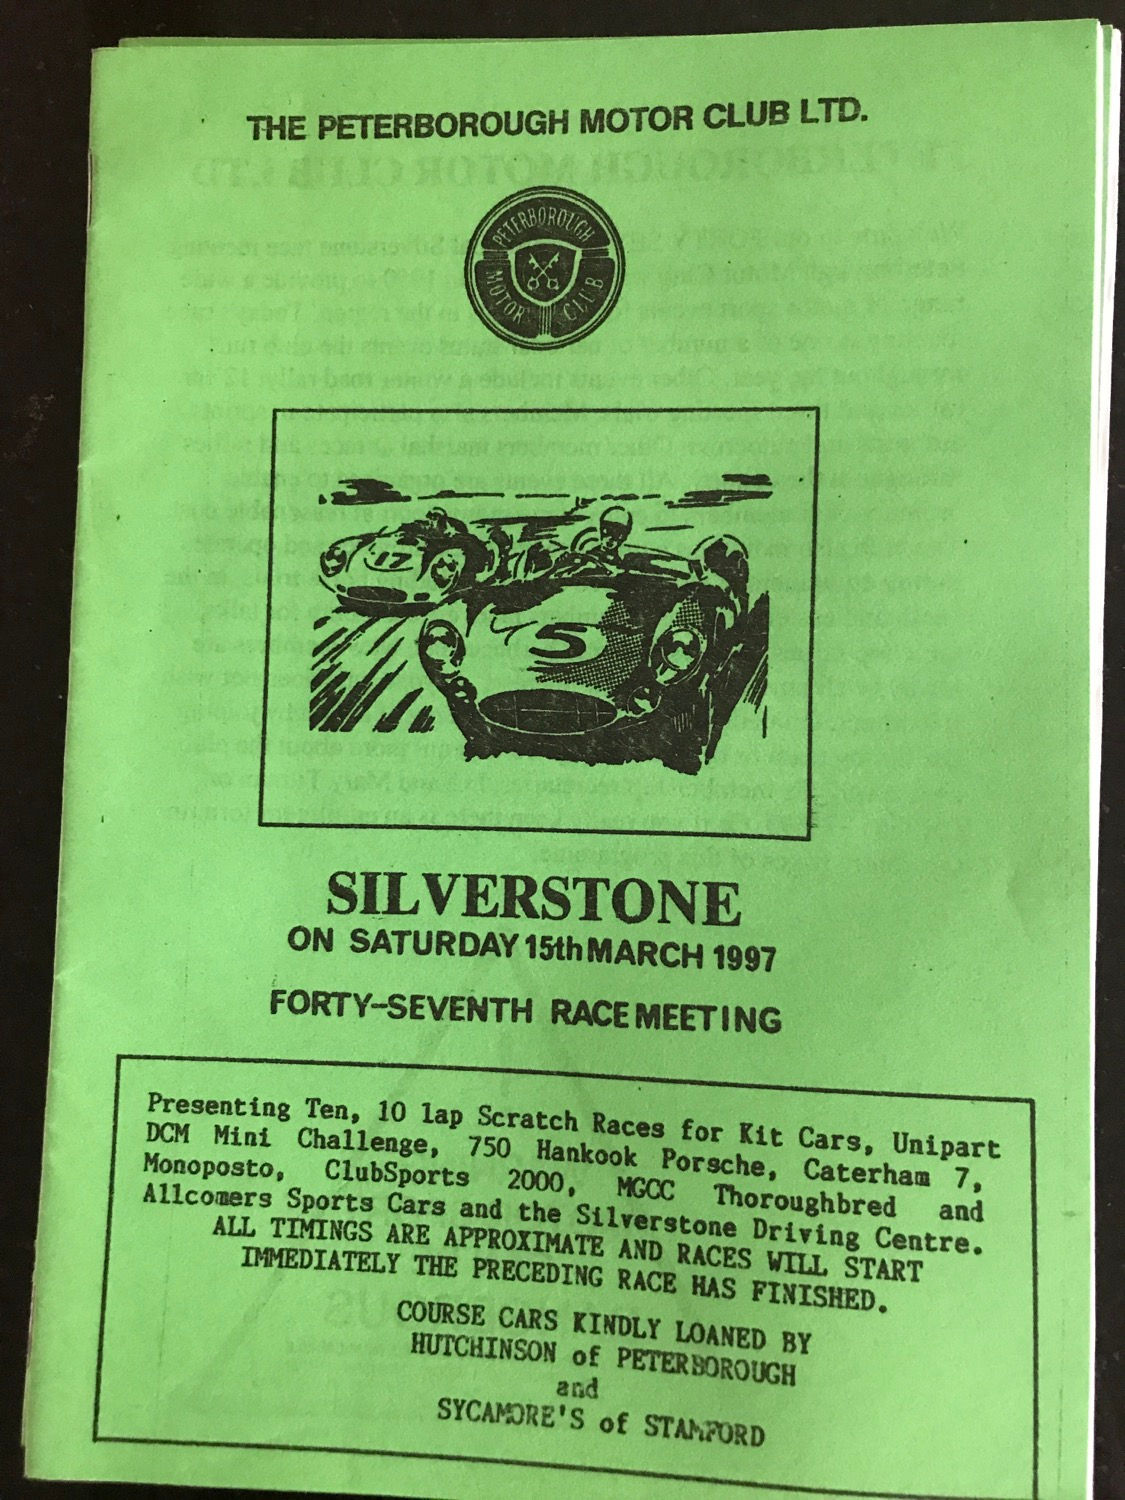 THE PETERBOROUGH MOTOR CLUB LTD.
PETERBOROUGH
MOTOR CLUB
17
5
SILVERSTONE
ON SATURDAY 15th MARCH 1997
FORTY-SEVENTH RACE MEETING
Presenting Ten, 10 lap Scratch Races for Kit Cars, Unipart
DCM Mini Challenge, 750 Hankook Porsche, Caterham 7,
Monoposto, ClubSports 2000, MGCC Thoroughbred and
Allcomers Sports Cars and the Silverstone Driving Centre.
ALL TIMINGS ARE APPROXIMATE AND RACES WILL START
IMMEDIATELY THE PRECEDING RACE HAS FINISHED.
COURSE CARS KINDLY LOANED BY
HUTCHINSON of PETERBOROUGH
and
SYCAMORE'S of STAMFORD